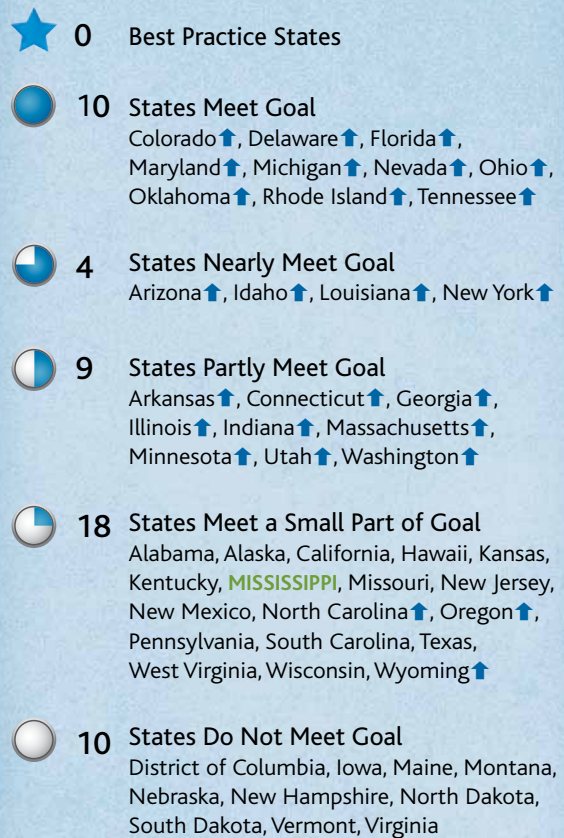 0 Best Practice States
10 States Meet Goal
Colorado⬆, Delaware⬆, Florida⬆,
Maryland⬆, Michigan⬆, Nevada⬆, Ohio⬆,
Oklahoma⬆, Rhode Island⬆, Tennessee⬆
4 States Nearly Meet Goal
Arizona⬆, Idaho⬆, Louisiana⬆, New York⬆
9 States Partly Meet Goal
Arkansas⬆, Connecticut⬆, Georgia⬆,
Illinois⬆, Indiana⬆, Massachusetts⬆,
Minnesota⬆, Utah⬆, Washington⬆
18 States Meet a Small Part of Goal
Alabama, Alaska, California, Hawaii, Kansas,
Kentucky, MISSISSIPPI, Missouri, New Jersey,
New Mexico, North Carolina⬆, Oregon⬆,
Pennsylvania, South Carolina, Texas,
West Virginia, Wisconsin, Wyoming⬆
10 States Do Not Meet Goal
District of Columbia, Iowa, Maine, Montana,
Nebraska, New Hampshire, North Dakota,
South Dakota, Vermont, Virginia